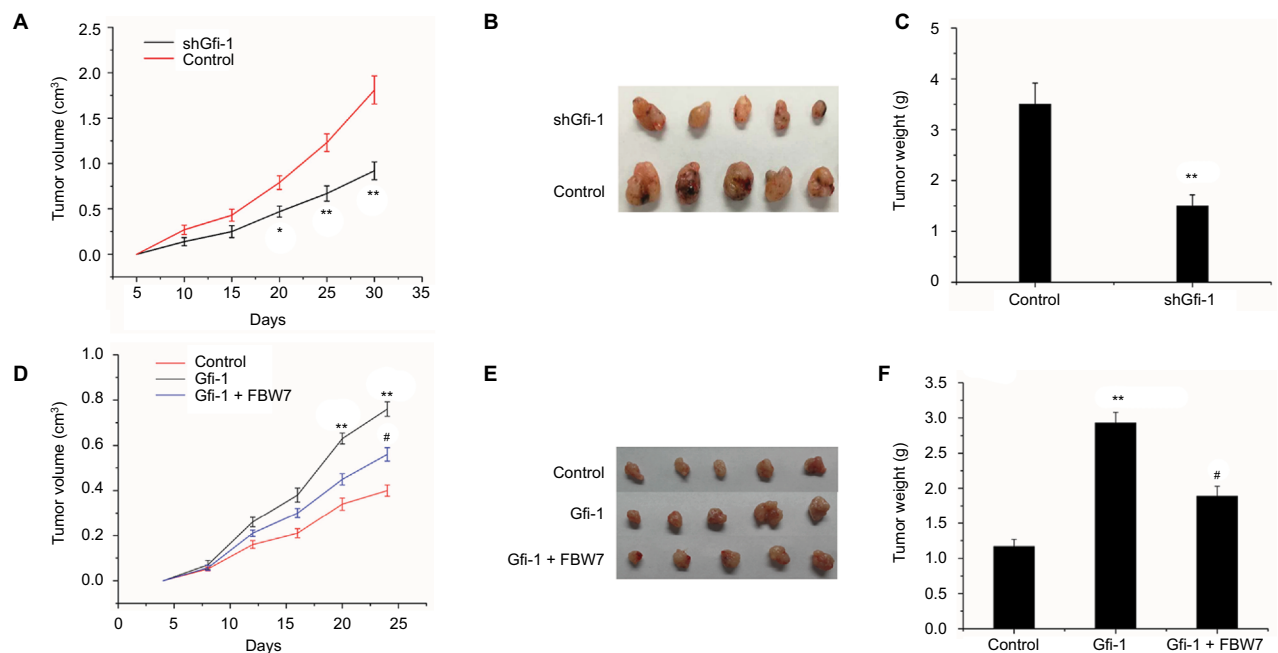 A
Tumor volume (cm³)
2.5
2.0
1.5
1.0
0.5
0.0
shGfi-1
Control
*
**
**
5 10 15 20 25 30 35
Days
B
shGfi-1
Control
C
Tumor weight (g)
5
4
3
2
1
0
**
Control shGfi-1
D
Tumor volume (cm³)
1.0
0.8
0.6
0.4
0.2
0.0
Control
Gfi-1
Gfi-1 + FBW7
**
**
#
0 5 10 15 20 25
Days
E
Control
Gfi-1
Gfi-1 + FBW7
F
Tumor weight (g)
3.5
3.0
2.5
2.0
1.5
1.0
0.5
0.0
**
#
Control Gfi-1 Gfi-1 + FBW7